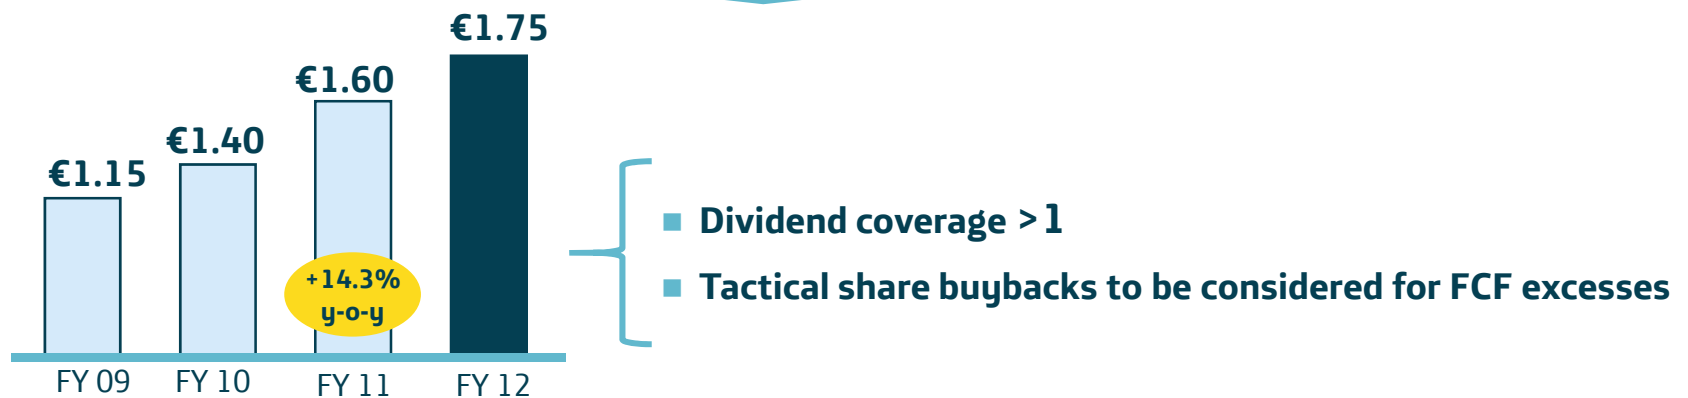 €1.75
€1.60
€1.40
€1.15
+14.3%
y-o-y
FY 09
FY 10
FY 11
FY 12
Dividend coverage >1
Tactical share buybacks to be considered for FCF excesses